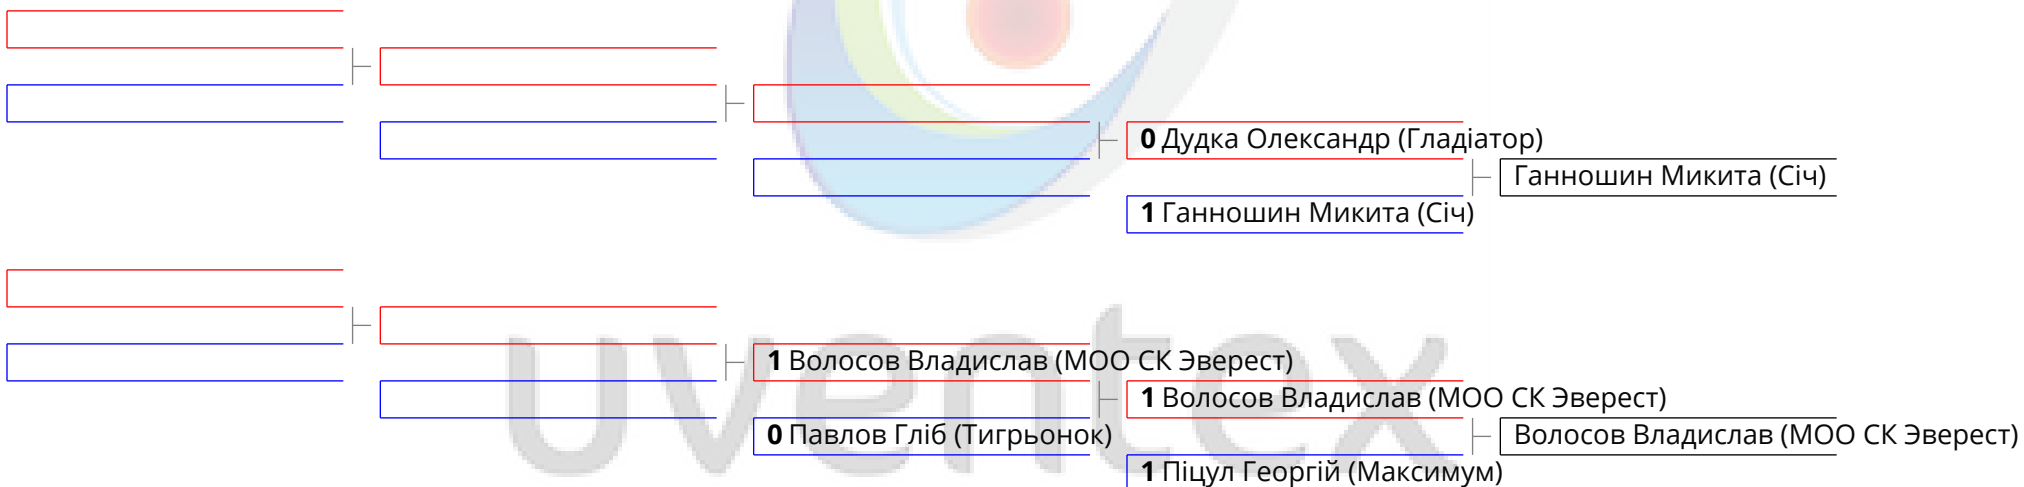 0 Дудка Олександр (Гладіатор)
Ганношин Микита (Січ)
1 Ганношин Микита (Січ)
uventex
1 Волосов Владислав (МОО СК Эверест)
1 Волосов Владислав (МОО СК Эверест)
0 Павлов Гліб (Тигрьонок)
Волосов Владислав (МОО СК Эверест)
1 Піцул Георгій (Максимум)